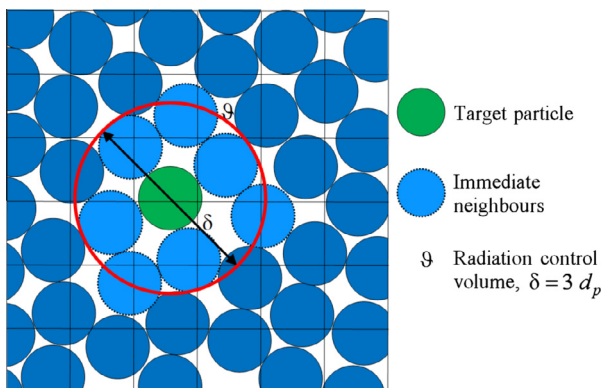 ϑ
δ
Target particle
Immediate
neighbours
ϑ Radiation control
volume, δ = 3 d_p